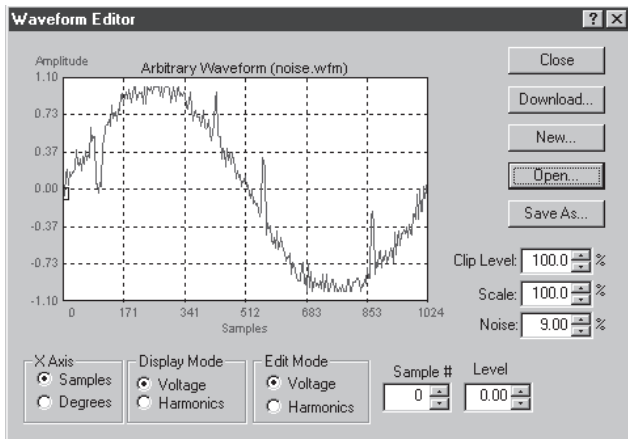 Waveform Editor
Amplitude
Arbitrary Waveform (noise.wfm)
1.10
0.73
0.37
0.00
-0.37
-0.73
-1.10
0 171 341 512 683 853 1024
Samples
Close
Download...
New...
Open...
Save As...
Clip Level: 100.0 %
Scale: 100.0 %
Noise: 9.00 %
X Axis
Samples
Degrees
Display Mode
Voltage
Harmonics
Edit Mode
Voltage
Harmonics
Sample #
0
Level
0.00